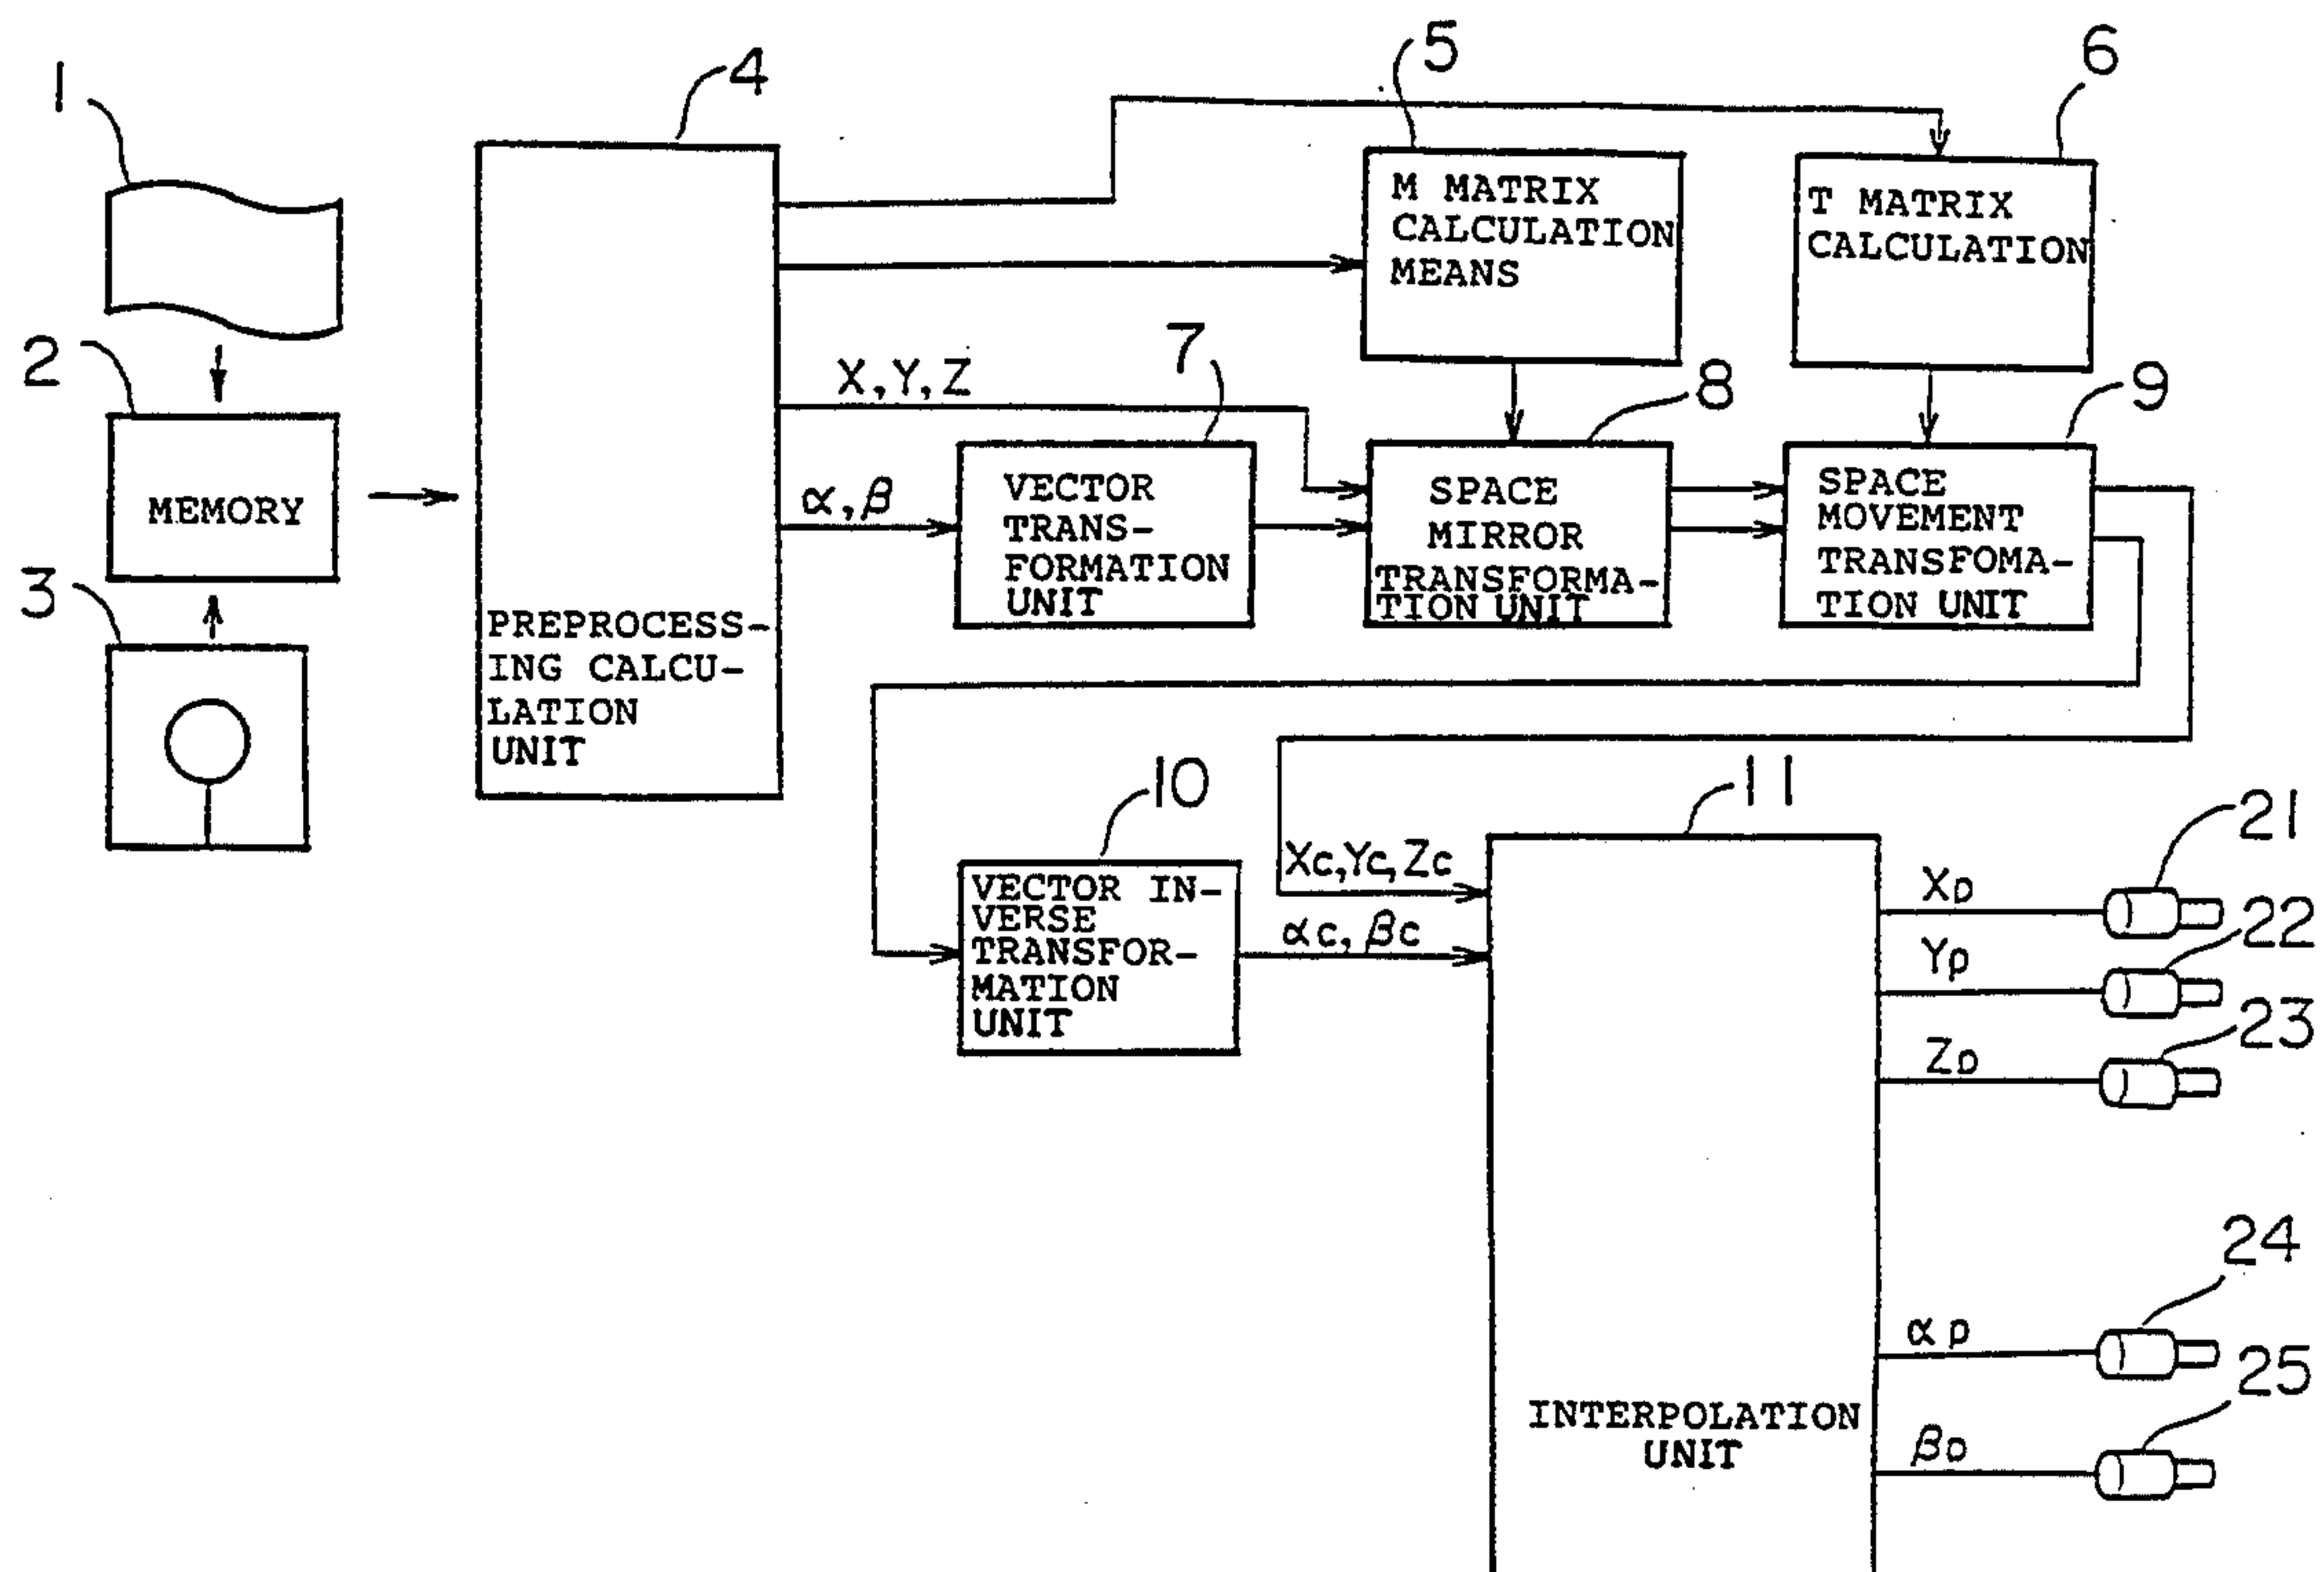 1
2
MEMORY
3
4
PREPROCESS-
ING CALCU-
LATION
UNIT
5
M MATRIX
CALCULATION
MEANS
6
T MATRIX
CALCULATION
X, Y, Z
α, β
7
VECTOR
TRANS-
FORMATION
UNIT
8
SPACE
MIRROR
TRANSFORMA-
TION UNIT
9
SPACE
MOVEMENT
TRANSFOMA-
TION UNIT
10
VECTOR IN-
VERSE
TRANSFOR-
MATION
UNIT
Xc, Yc, Zc
αc, βc
11
INTERPOLATION
UNIT
Xp
21
Yp
22
Zp
23
αp
24
βp
25